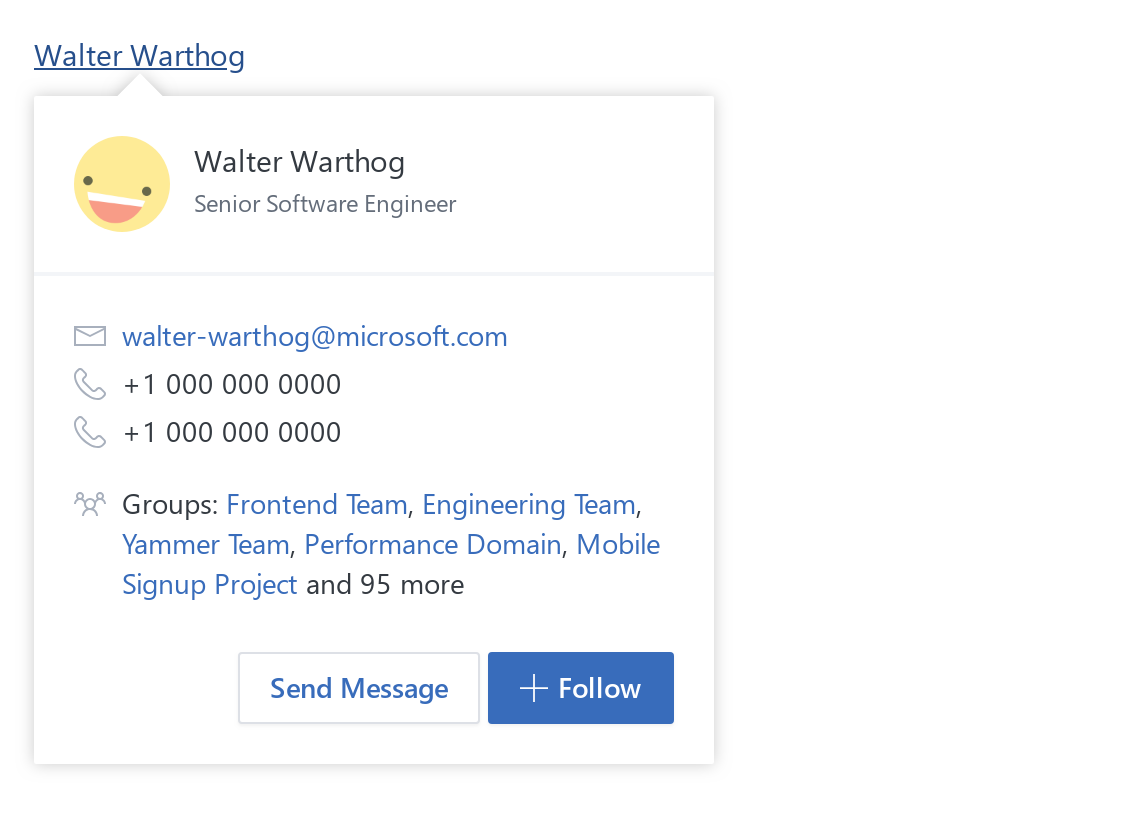 Walter Warthog
Walter Warthog
Senior Software Engineer
walter-warthog@microsoft.com
+1 000 000 0000
+1 000 000 0000
Groups: Frontend Team, Engineering Team,
Yammer Team, Performance Domain, Mobile
Signup Project and 95 more
Send Message
Follow